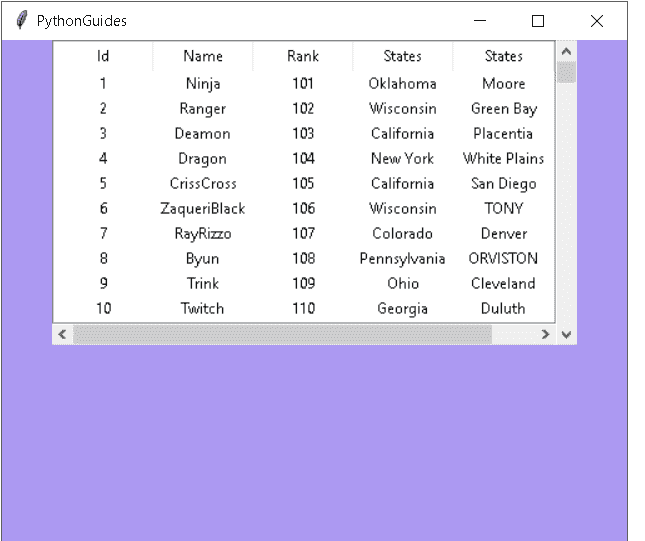 PythonGuides
Id Name Rank States States
1 Ninja 101 Oklahoma Moore
2 Ranger 102 Wisconsin Green Bay
3 Deamon 103 California Placentia
4 Dragon 104 New York White Plains
5 CrissCross 105 California San Diego
6 ZaqueriBlack 106 Wisconsin TONY
7 RayRizzo 107 Colorado Denver
8 Byun 108 Pennsylvania ORVISTON
9 Trink 109 Ohio Cleveland
10 Twitch 110 Georgia Duluth